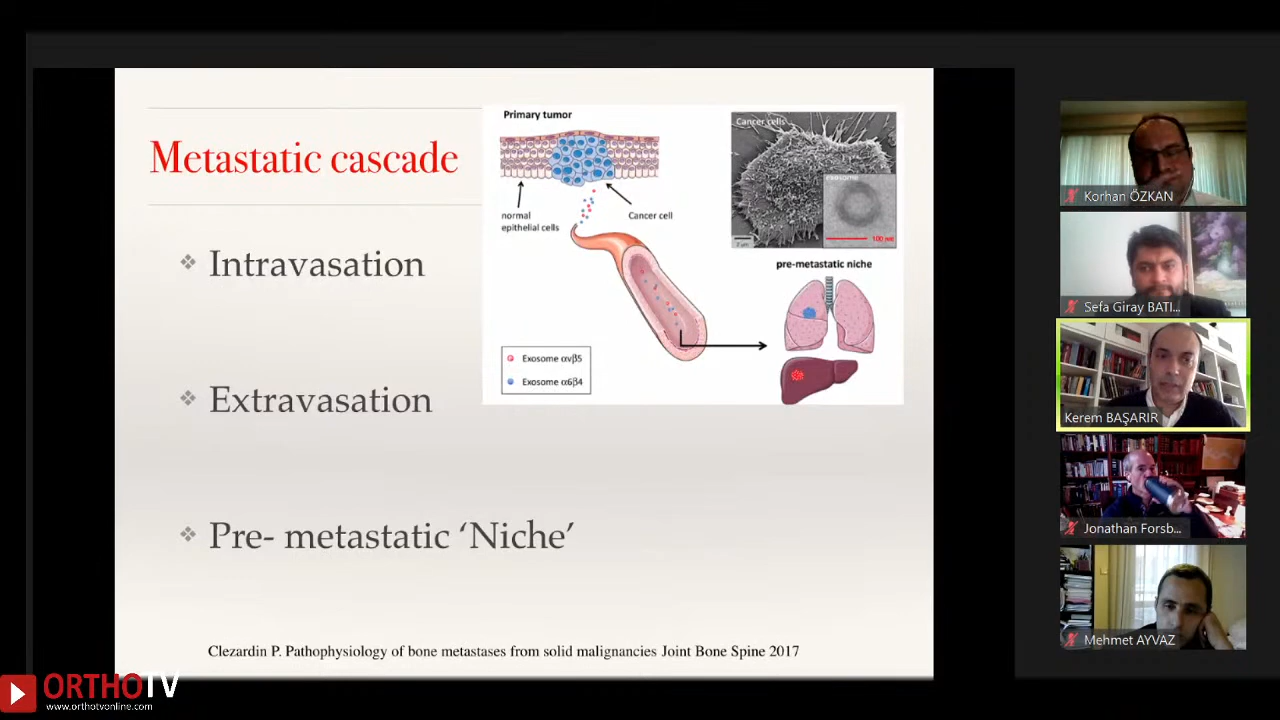 Metastatic cascade
Intravasation
Extravasation
Pre- metastatic ‘Niche’
Primary tumor
normal
epithelial cells
Cancer cell
Cancer cells
exosome
100 nm
pre-metastatic niche
Exosome αvβ5
Exosome α6β4
Clezardin P. Pathophysiology of bone metastases from solid malignancies Joint Bone Spine 2017
Korhan ÖZKAN
Sefa Giray BATI...
Kerem BAŞARIR
Jonathan Forsb...
Mehmet AYVAZ
ORTHOTV
www.orthotvonline.com